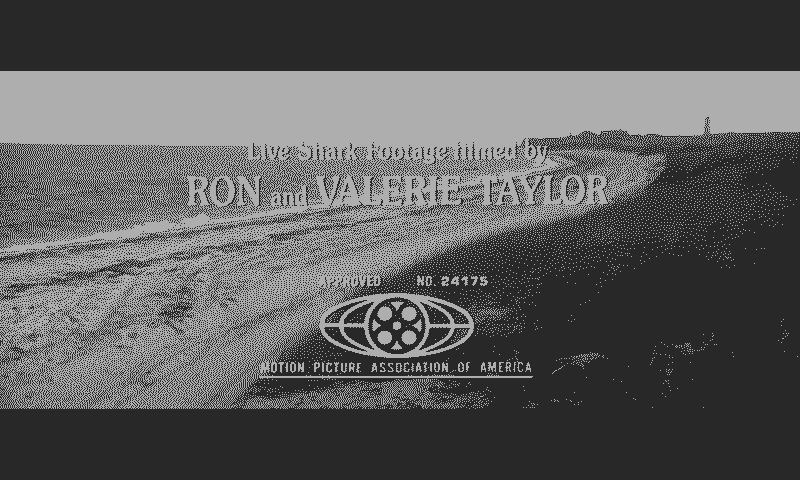 Live Shark Footage filmed by
RON and VALERIE TAYLOR
APPROVED NO. 24175
MOTION PICTURE ASSOCIATION OF AMERICA